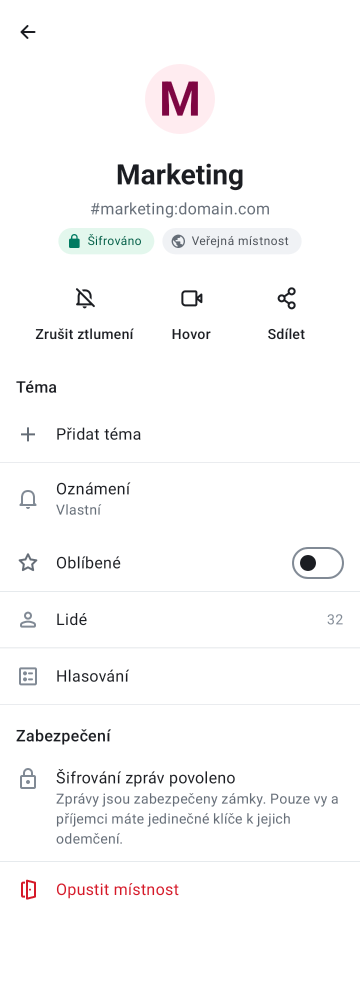 M
Marketing
#marketing:domain.com
Šifrováno
Veřejná místnost
Zrušit ztlumení
Hovor
Sdílet
Téma
Přidat téma
Oznámení
Vlastní
Oblíbené
Lidé
32
Hlasování
Zabezpečení
Šifrování zpráv povoleno
Zprávy jsou zabezpečeny zámky. Pouze vy a
příjemci máte jedinečné klíče k jejich
odemčení.
Opustit místnost